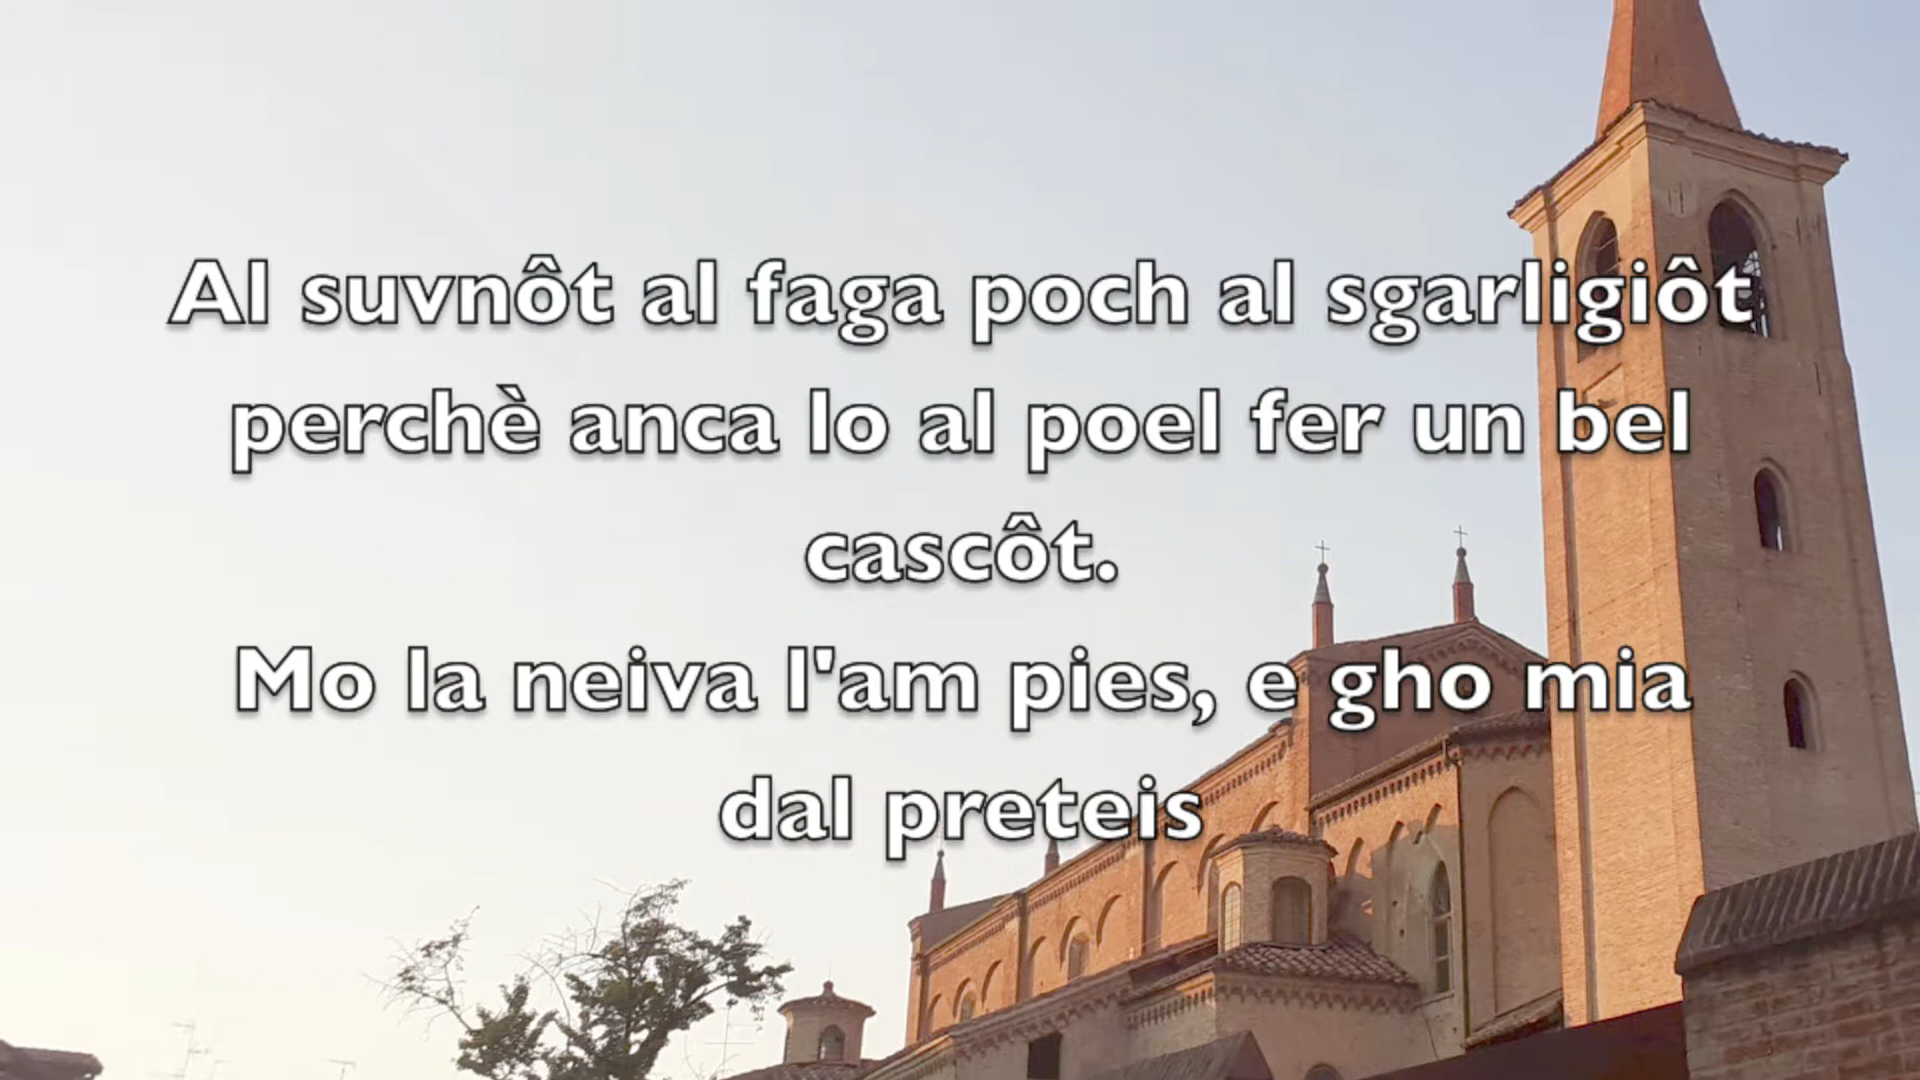 Al suvnôt al faga poch al sgarligiôt
perchè anca lo al poel fer un bel
cascôt.
Mo la neiva l'am pies, e gho mia
dal preteis